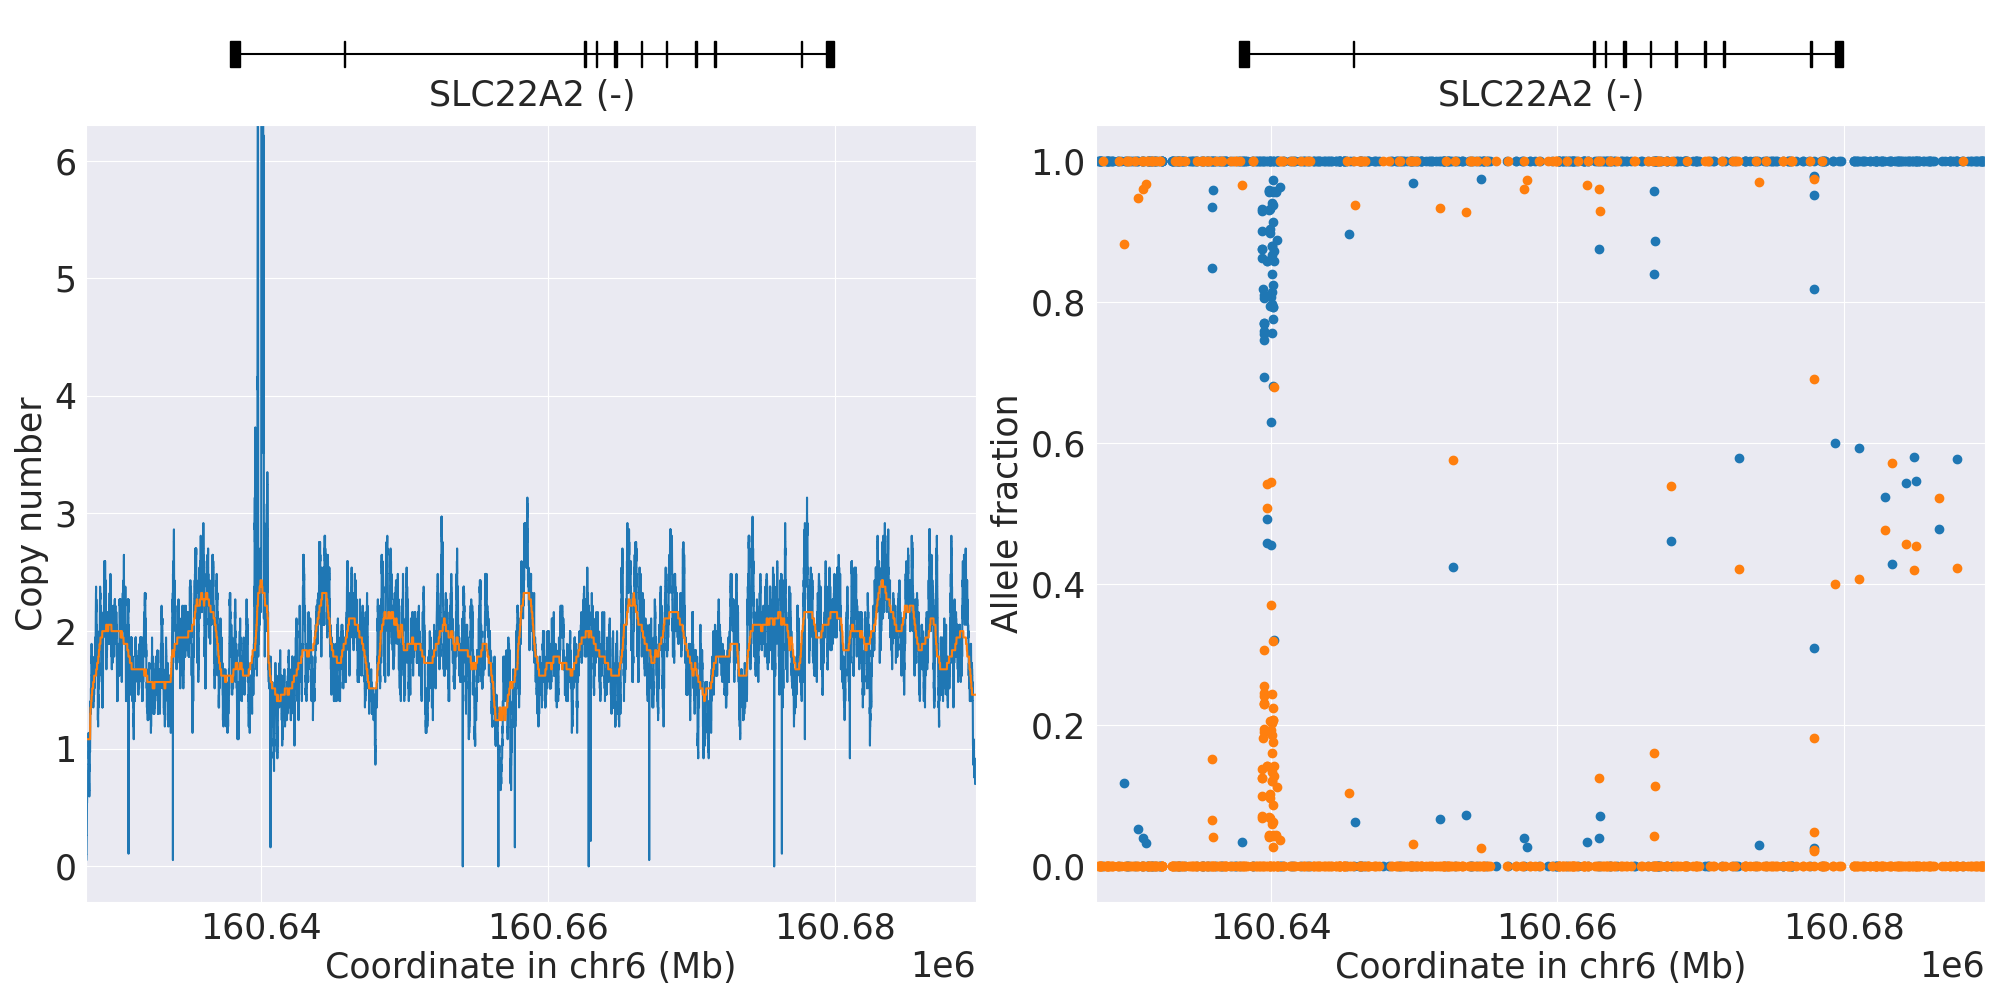 SLC22A2 (-)
SLC22A2 (-)
Copy number
6
5
4
3
2
1
0
160.64
160.66
160.68
Coordinate in chr6 (Mb)
1e6
Allele fraction
1.0
0.8
0.6
0.4
0.2
0.0
160.64
160.66
160.68
Coordinate in chr6 (Mb)
1e6